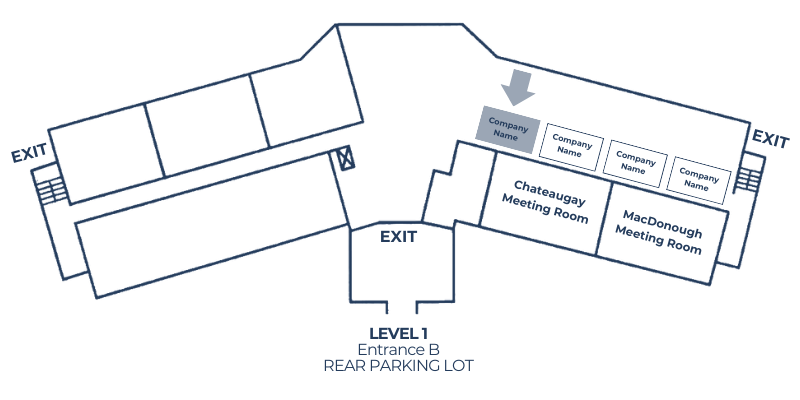 EXIT
EXIT
Company
Name
Company
Name
Company
Name
Company
Name
Chateaugay
Meeting Room
MacDonough
Meeting Room
EXIT
LEVEL 1
Entrance B
REAR PARKING LOT